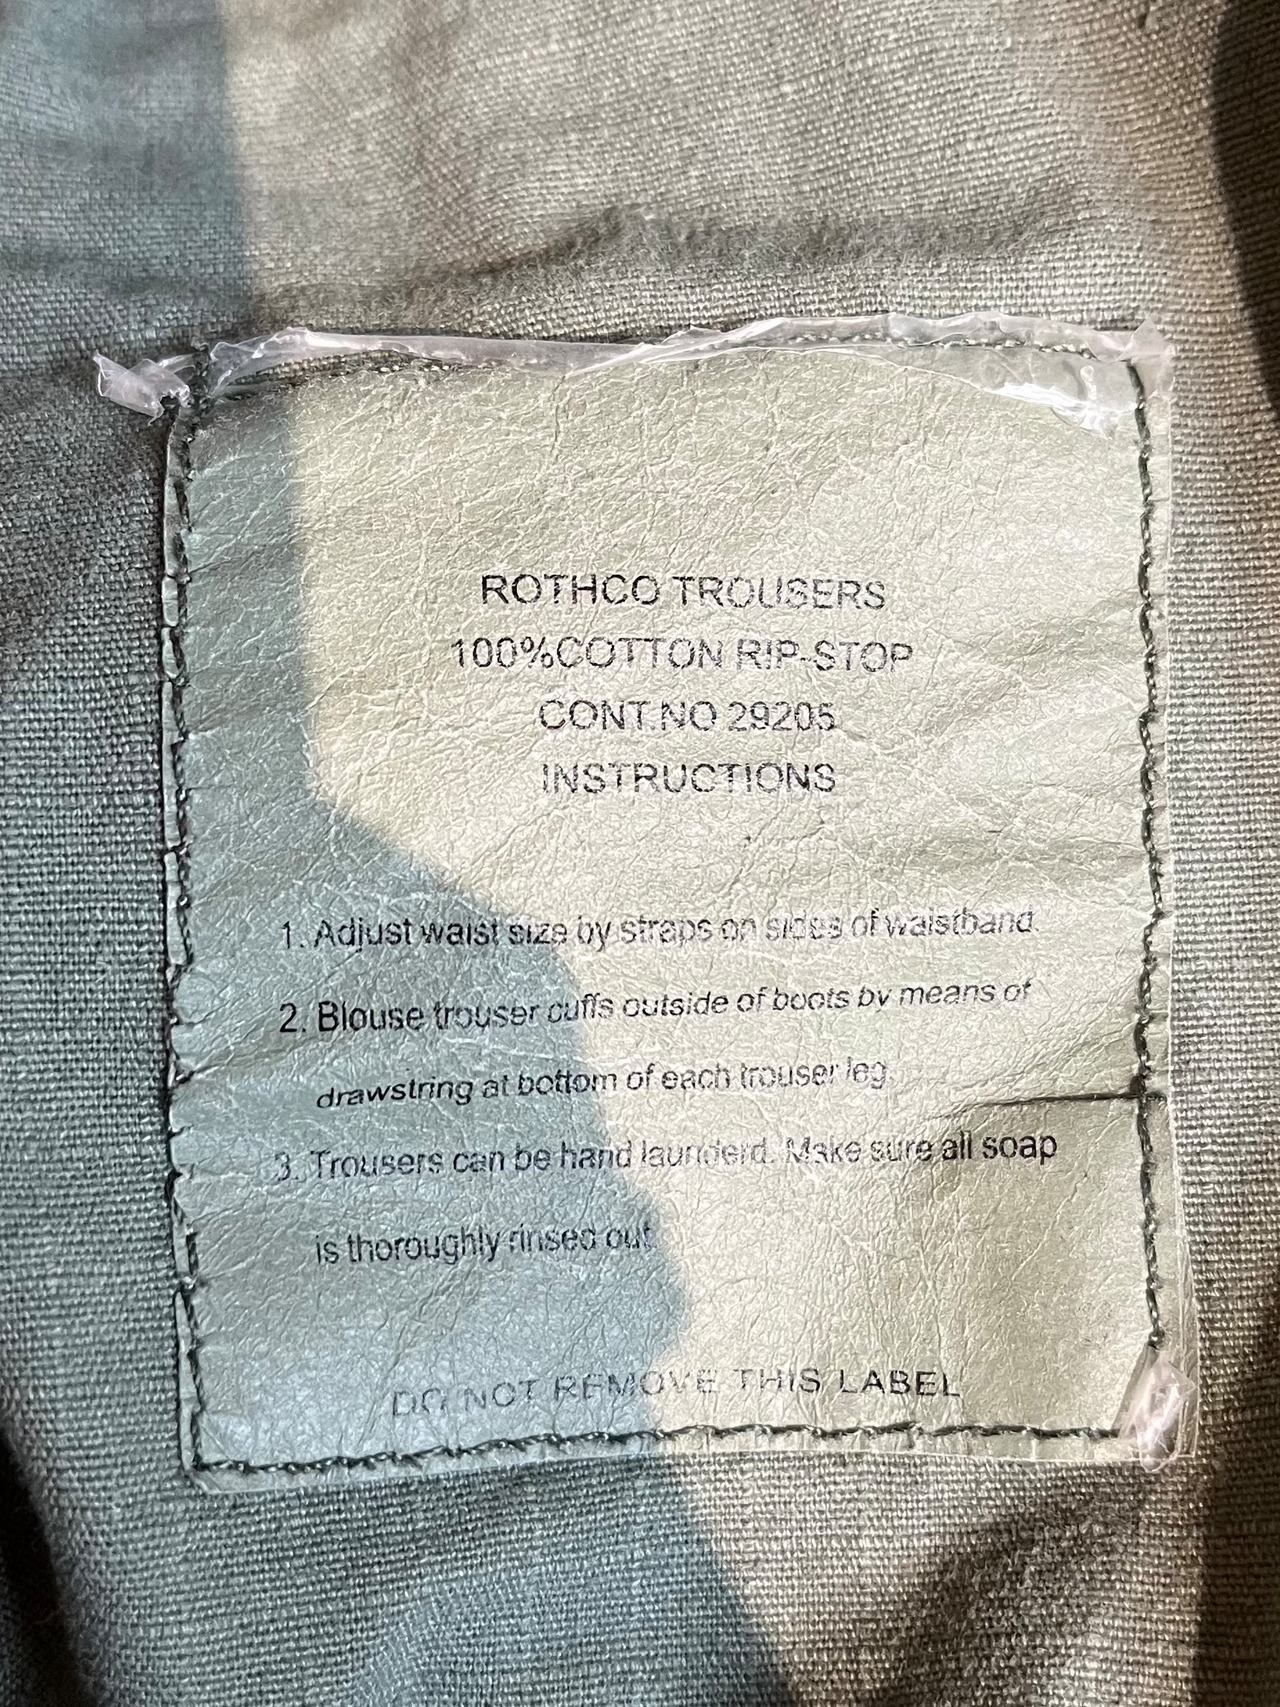 ROTHCO TROUSERS
100%COTTON RIP-STOP
CONT.NO 29205
INSTRUCTIONS
1. Adjust waist size by straps on sides of waistband.
2. Blouse trouser cuffs outside of boots by means of
drawstring at bottom of each trouser leg.
3. Trousers can be hand launderd. Make sure all soap
is thoroughly rinsed out
DO NOT REMOVE THIS LABEL